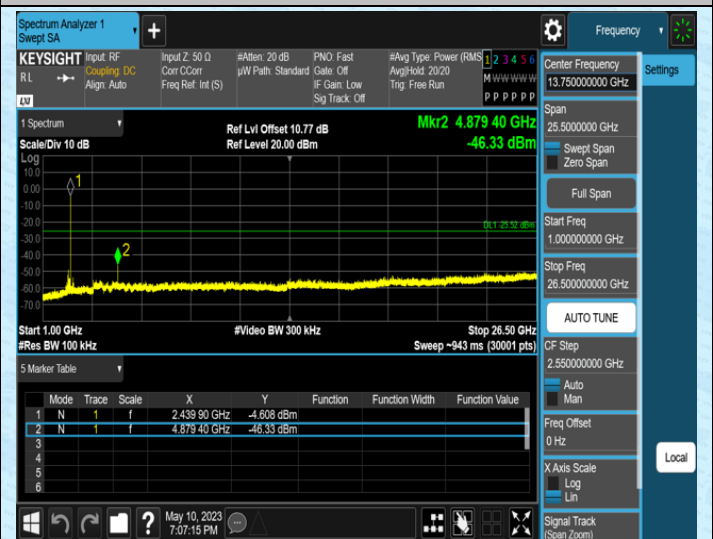 Spectrum Analyzer 1
Swept SA
+
Frequency
KEYSIGHT Input: RF Input Z: 50 Ω #Atten: 20 dB PNO: Fast #Avg Type: Power (RMS 1 2 3 4 5 6
RL Coupling: DC Corr CCorr µW Path: Standard Gate: Off Avg|Hold: 20/20 M W W W W W
Align: Auto Freq Ref: Int (S) IF Gain: Low Trig: Free Run P P P P P P
LXI Sig Track: Off
1 Spectrum
Ref Lvl Offset 10.77 dB Mkr2 4.879 40 GHz
Scale/Div 10 dB Ref Level 20.00 dBm -46.33 dBm
Log
10.0
0.00
-10.0
-20.0
-30.0
-40.0
-50.0
-60.0
-70.0
1
2
DL1 -25.52 dBm
Start 1.00 GHz #Video BW 300 kHz Stop 26.50 GHz
#Res BW 100 kHz Sweep ~943 ms (30001 pts)
5 Marker Table
Mode Trace Scale X Y Function Function Width Function Value
1 N 1 f 2.439 90 GHz -4.608 dBm
2 N 1 f 4.879 40 GHz -46.33 dBm
3
4
5
6
?
May 10, 2023
7:07:15 PM
Center Frequency
13.750000000 GHz
Settings
Span
25.5000000 GHz
Swept Span
Zero Span
Full Span
Start Freq
1.000000000 GHz
Stop Freq
26.500000000 GHz
AUTO TUNE
CF Step
2.550000000 GHz
Auto
Man
Freq Offset
0 Hz
Local
X Axis Scale
Log
Lin
Signal Track
(Span Zoom)